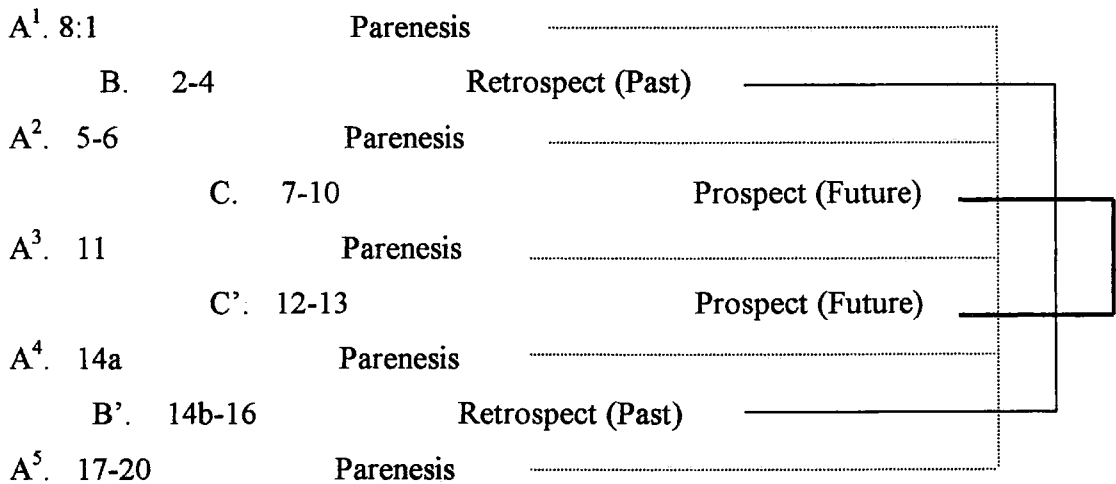 A¹. 8:1 Parenesis
B. 2-4 Retrospect (Past)
A². 5-6 Parenesis
C. 7-10 Prospect (Future)
A³. 11 Parenesis
C’. 12-13 Prospect (Future)
A⁴. 14a Parenesis
B’. 14b-16 Retrospect (Past)
A⁵. 17-20 Parenesis